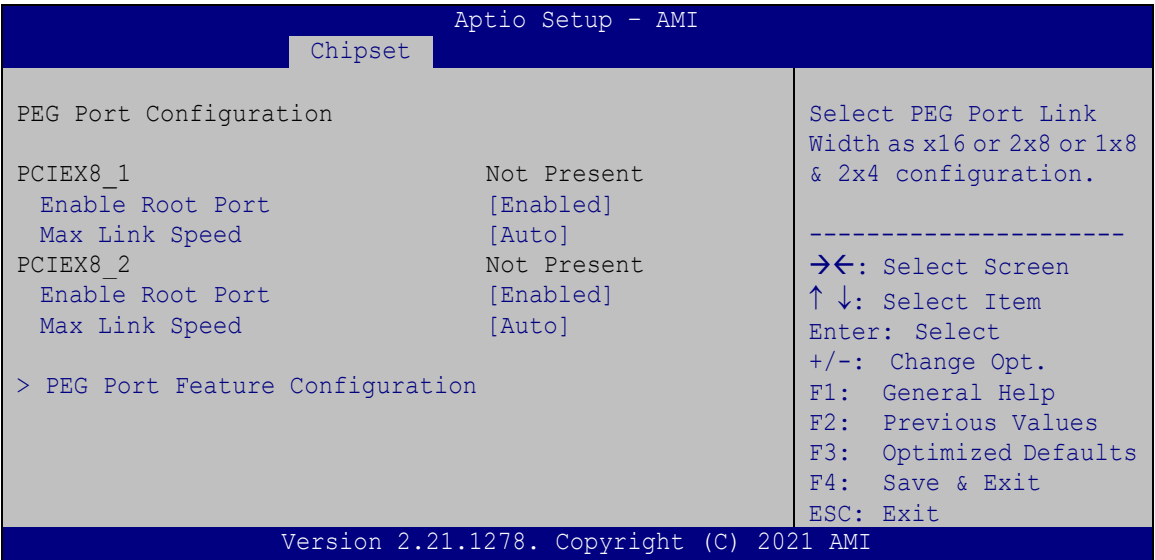 Aptio Setup – AMI
Chipset
PEG Port Configuration
PCIEX8_1 Not Present
Enable Root Port [Enabled]
Max Link Speed [Auto]
PCIEX8_2 Not Present
Enable Root Port [Enabled]
Max Link Speed [Auto]
> PEG Port Feature Configuration
Select PEG Port Link
Width as x16 or 2x8 or 1x8
& 2x4 configuration.
----------------------
→←: Select Screen
↑ ↓: Select Item
Enter: Select
+/-: Change Opt.
F1: General Help
F2: Previous Values
F3: Optimized Defaults
F4: Save & Exit
ESC: Exit
Version 2.21.1278. Copyright (C) 2021 AMI